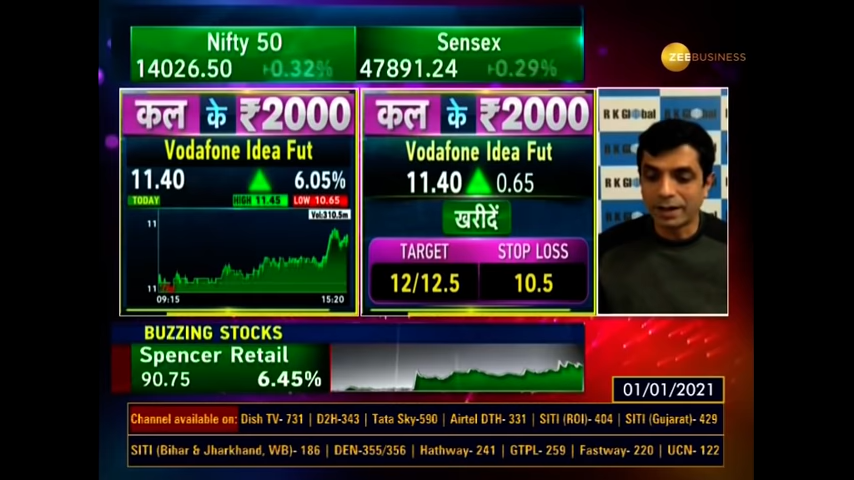 Nifty 50
14026.50 +0.32%
Sensex
47891.24 +0.29%
ZEEBUSINESS
कल के ₹2000
Vodafone Idea Fut
11.40 6.05%
TODAY HIGH 11.45 LOW 10.65
Vol:310.5m
11
11
09:15 15:20
कल के ₹2000
Vodafone Idea Fut
11.40 0.65
खरीदें
TARGET STOP LOSS
12/12.5 10.5
R K Global
R K Glo
BUZZING STOCKS
Spencer Retail
90.75 6.45%
01/01/2021
Channel available on: Dish TV- 731 | D2H-343 | Tata Sky-590 | Airtel DTH- 331 | SITI (ROI)- 404 | SITI (Gujarat)- 429
SITI (Bihar & Jharkhand, WB)- 186 | DEN-355/356 | Hathway- 241 | GTPL- 259 | Fastway- 220 | UCN- 122